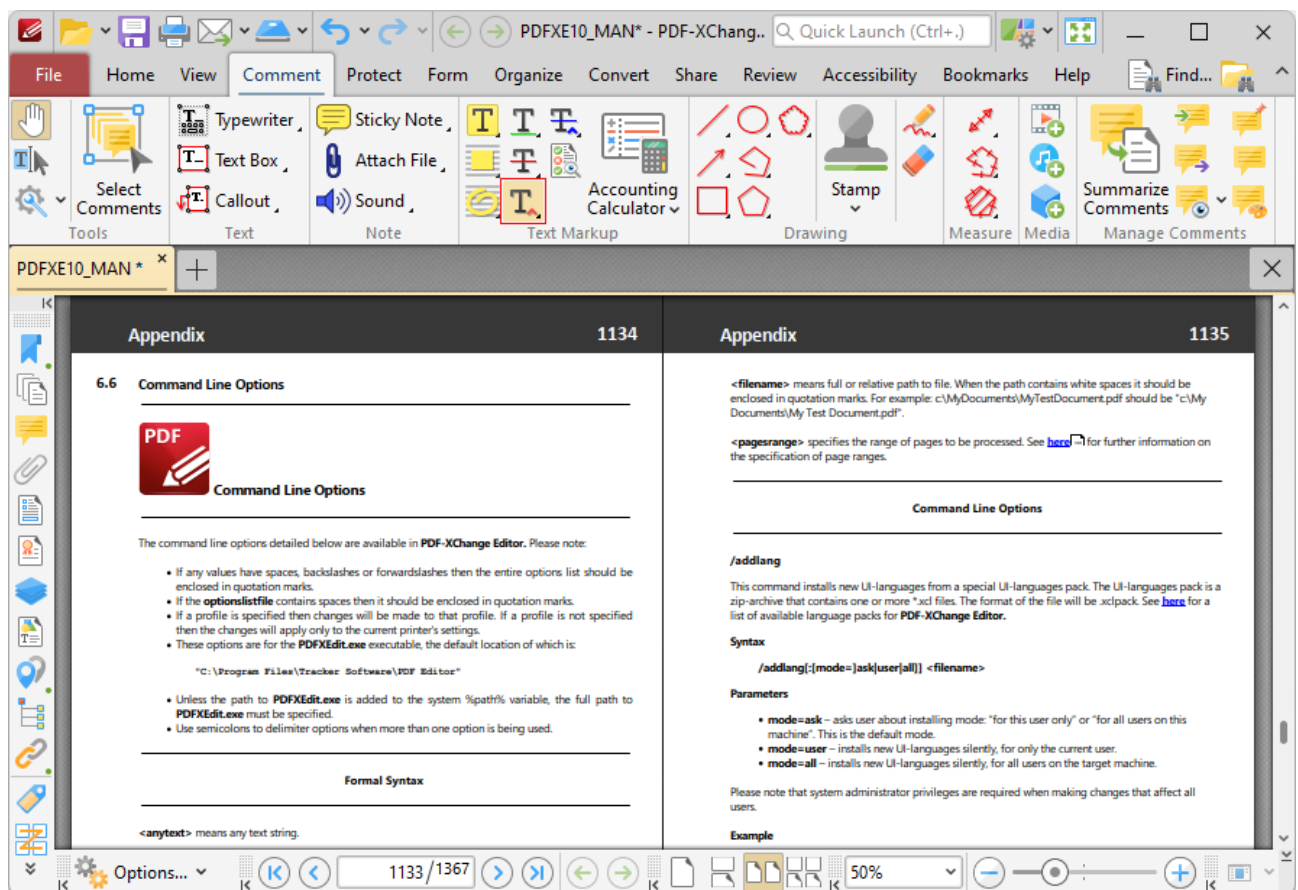 PDFXE10_MAN* - PDF-XChang.. Quick Launch (Ctrl+.)
File Home View Comment Protect Form Organize Convert Share Review Accessibility Bookmarks Help Find...
Typewriter
Text Box
Callout
Sticky Note
Attach File
Sound
Select
Comments
Accounting
Calculator
Stamp
Summarize
Comments
Tools Text Note Text Markup Drawing Measure Media Manage Comments
PDFXE10_MAN *
Appendix 1134
6.6 Command Line Options
PDF
Command Line Options
The command line options detailed below are available in PDF-XChange Editor. Please note:
• If any values have spaces, backslashes or forwardslashes then the entire options list should be
enclosed in quotation marks.
• If the optionslistfile contains spaces then it should be enclosed in quotation marks.
• If a profile is specified then changes will be made to that profile. If a profile is not specified
then the changes will apply only to the current printer's settings.
• These options are for the PDFXEdit.exe executable, the default location of which is:
"C:\Program Files\Tracker Software\PDF Editor"
• Unless the path to PDFXEdit.exe is added to the system %path% variable, the full path to
PDFXEdit.exe must be specified.
• Use semicolons to delimiter options when more than one option is being used.
Formal Syntax
<anytext> means any text string.
Appendix 1135
<filename> means full or relative path to file. When the path contains white spaces it should be
enclosed in quotation marks. For example: c:\MyDocuments\MyTestDocument.pdf should be "c:\My
Documents\My Test Document.pdf".
<pagesrange> specifies the range of pages to be processed. See here for further information on
the specification of page ranges.
Command Line Options
/addlang
This command installs new UI-languages from a special UI-languages pack. The UI-languages pack is a
zip-archive that contains one or more *.xcl files. The format of the file will be .xclpack. See here for a
list of available language packs for PDF-XChange Editor.
Syntax
/addlang[:[mode=]ask|user|all]] <filename>
Parameters
• mode=ask – asks user about installing mode: "for this user only" or "for all users on this
machine". This is the default mode.
• mode=user – installs new UI-languages silently, for only the current user.
• mode=all – installs new UI-languages silently, for all users on the target machine.
Please note that system administrator privileges are required when making changes that affect all
users.
Example
Options... 1133/1367 50%